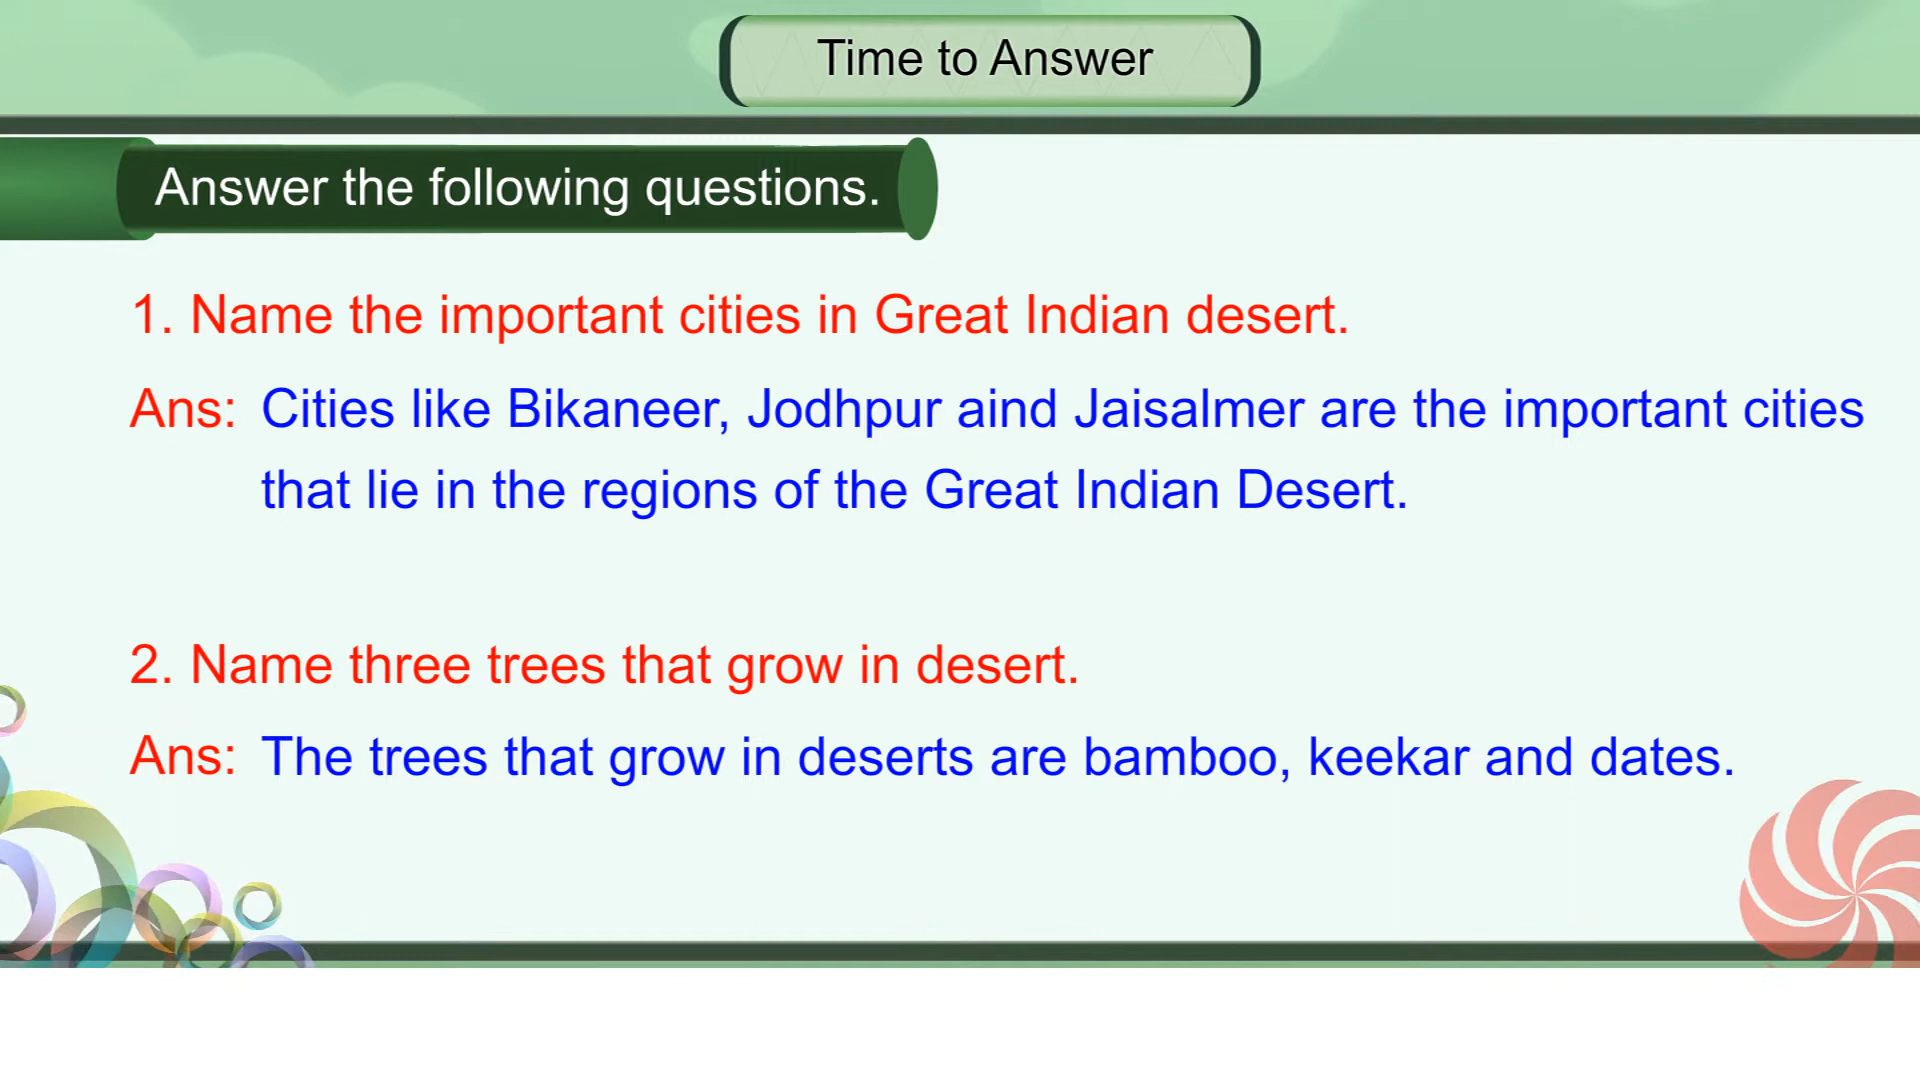 Time to Answer
Answer the following questions.
1. Name the important cities in Great Indian desert.
Ans: Cities like Bikaneer, Jodhpur aind Jaisalmer are the important cities
that lie in the regions of the Great Indian Desert.
2. Name three trees that grow in desert.
Ans: The trees that grow in deserts are bamboo, keekar and dates.